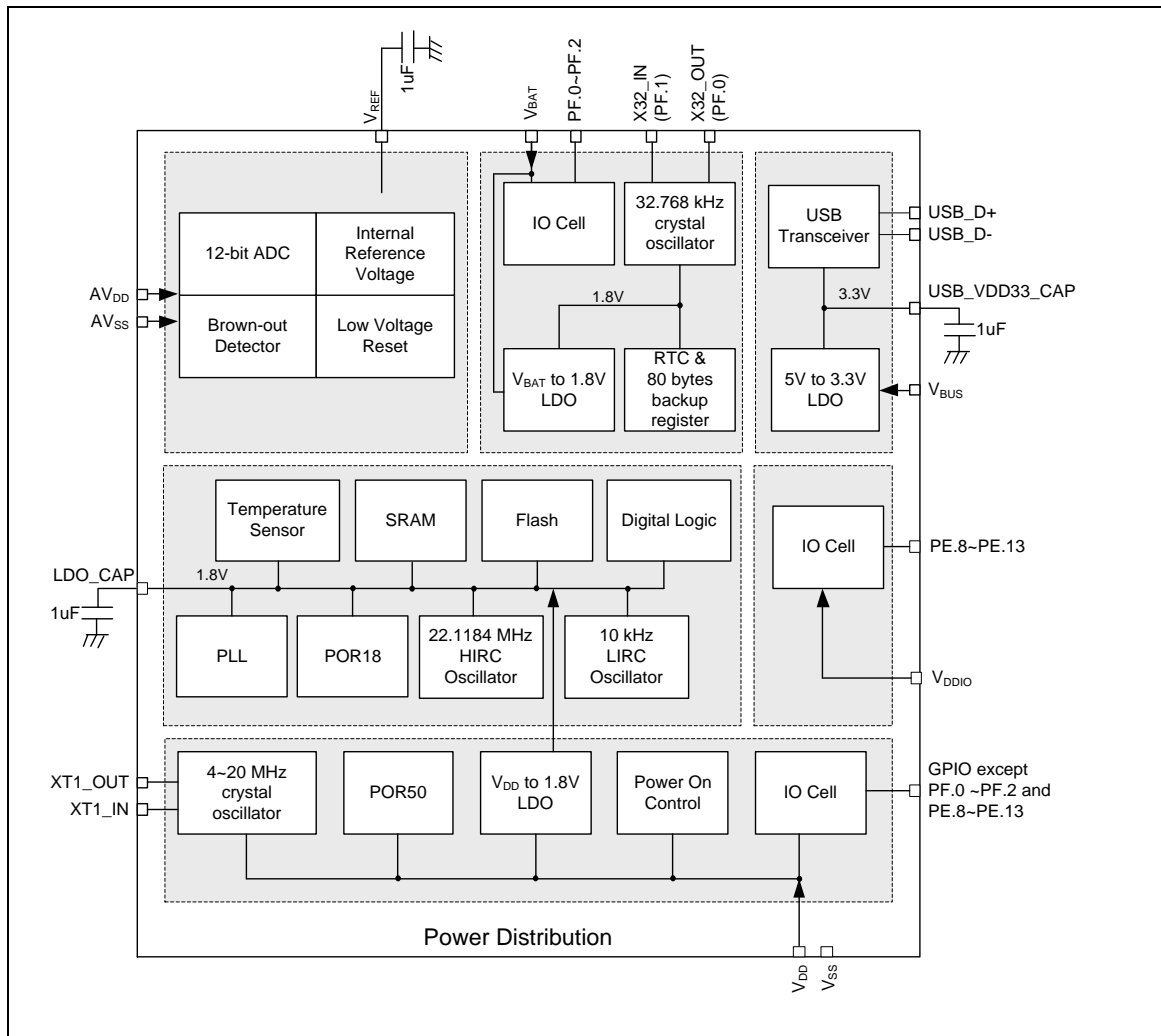 1uF
VREF
VBAT
PF.0~PF.2
X32_IN
(PF.1)
X32_OUT
(PF.0)
12-bit ADC
Internal
Reference
Voltage
Brown-out
Detector
Low Voltage
Reset
AVDD
AVSS
IO Cell
32.768 kHz
crystal
oscillator
1.8V
VBAT to 1.8V
LDO
RTC &
80 bytes
backup
register
USB
Transceiver
USB_D+
USB_D-
3.3V
USB_VDD33_CAP
1uF
5V to 3.3V
LDO
VBUS
Temperature
Sensor
SRAM
Flash
Digital Logic
LDO_CAP
1.8V
1uF
PLL
POR18
22.1184 MHz
HIRC
Oscillator
10 kHz
LIRC
Oscillator
IO Cell
PE.8~PE.13
VDDIO
XT1_OUT
XT1_IN
4~20 MHz
crystal
oscillator
POR50
VDD to 1.8V
LDO
Power On
Control
IO Cell
GPIO except
PF.0 ~PF.2 and
PE.8~PE.13
Power Distribution
VDD
VSS